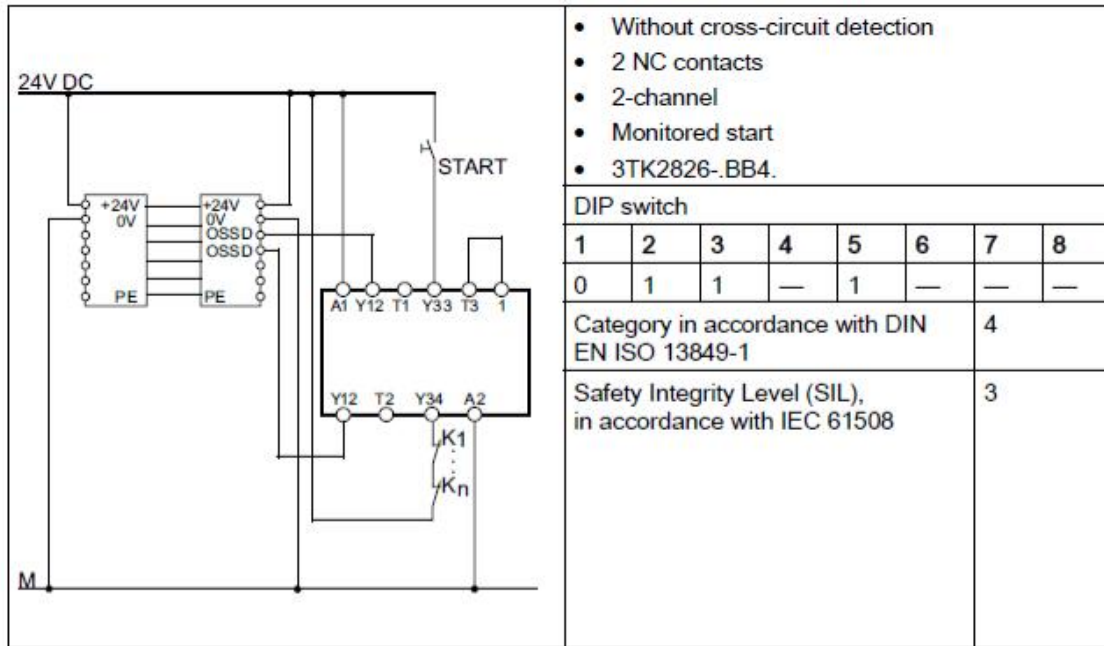 24V DC
START
+24V +24V
0V 0V
OSSD
OSSD
PE PE
A1 Y12 T1 Y33 T3 1
Y12 T2 Y34 A2
K1
Kn
M
• Without cross-circuit detection
• 2 NC contacts
• 2-channel
• Monitored start
• 3TK2826-.BB4.
DIP switch
1 2 3 4 5 6 7 8
0 1 1 — 1 — — —
Category in accordance with DIN 4
EN ISO 13849-1
Safety Integrity Level (SIL), 3
in accordance with IEC 61508